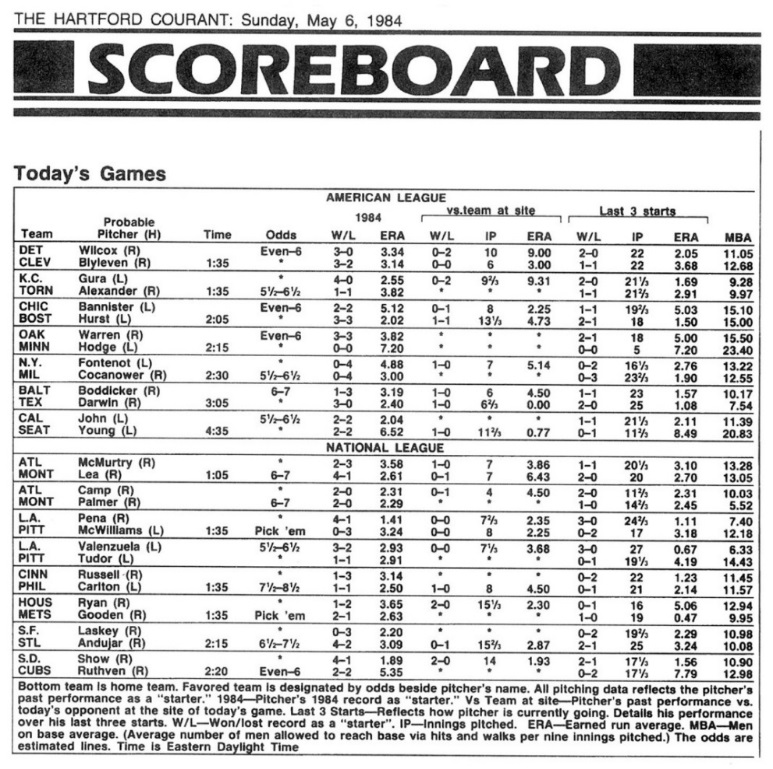 THE HARTFORD COURANT: Sunday, May 6, 1984
SCOREBOARD
Today's Games
AMERICAN LEAGUE
1984 vs.team at site Last 3 starts
Probable
Team Pitcher (H) Time Odds W/L ERA W/L IP ERA W/L IP ERA MBA
DET Wilcox (R) Even–6 3–0 3.34 0–2 10 9.00 2–0 22 2.05 11.05
CLEV Blyleven (R) 1:35 * 3–2 3.14 0–0 6 3.00 1–1 22 3.68 12.68
K.C. Gura (L) * 4–0 2.55 0–2 9⅔ 9.31 2–0 21⅓ 1.69 9.28
TORN Alexander (R) 1:35 5½–6½ 1–1 3.82 * * * 1–1 21⅔ 2.91 9.97
CHIC Bannister (L) Even–6 2–2 5.12 0–1 8 2.25 1–1 19⅔ 5.03 15.10
BOST Hurst (L) 2:05 * 3–3 2.02 1–1 13⅓ 4.73 2–1 18 1.50 15.00
OAK Warren (R) Even–6 3–3 3.82 * * * 2–1 18 5.00 15.50
MINN Hodge (L) 2:15 * 0–0 7.20 * * * 0–0 5 7.20 23.40
N.Y. Fontenot (L) * 0–4 4.88 1–0 7 5.14 0–2 16⅓ 2.76 13.22
MIL Cocanower (R) 2:30 5½–6½ 0–4 3.00 * * * 0–3 23⅔ 1.90 12.55
BALT Boddicker (R) 6–7 1–3 3.19 1–0 6 4.50 1–1 23 1.57 10.17
TEX Darwin (R) 3:05 * 3–0 2.40 1–0 6⅔ 0.00 2–0 25 1.08 7.54
CAL John (L) 5½–6½ 2–2 2.04 * * * 1–1 21⅓ 2.11 11.39
SEAT Young (L) 4:35 * 2–2 6.52 1–0 11⅔ 0.77 0–1 11⅔ 8.49 20.83
NATIONAL LEAGUE
ATL McMurtry (R) * 2–3 3.58 1–0 7 3.86 1–1 20⅓ 3.10 13.28
MONT Lea (R) 1:05 6–7 4–1 2.61 0–1 7 6.43 2–0 20 2.70 13.05
ATL Camp (R) * 2–0 2.31 0–1 4 4.50 2–0 11⅔ 2.31 10.03
MONT Palmer (R) 6–7 2–0 2.29 * * * 1–0 14⅔ 2.45 5.52
L.A. Pena (R) * 4–1 1.41 0–0 7⅔ 2.35 3–0 24⅓ 1.11 7.40
PITT McWilliams (L) 1:35 Pick 'em 0–3 3.24 0–0 8 2.25 0–2 17 3.18 12.18
L.A. Valenzuela (L) 5½–6½ 3–2 2.93 0–0 7⅓ 3.68 3–0 27 0.67 6.33
PITT Tudor (L) * 1–1 2.91 * * * 0–1 19⅓ 4.19 14.43
CINN Russell (R) * 1–3 3.14 * * * 0–2 22 1.23 11.45
PHIL Carlton (L) 1:35 7½–8½ 1–1 2.50 1–0 8 4.50 0–1 21 2.14 11.57
HOUS Ryan (R) * 1–2 3.65 2–0 15⅓ 2.30 0–1 16 5.06 12.94
METS Gooden (R) 1:35 Pick 'em 2–1 2.63 * * * 1–0 19 0.47 9.95
S.F. Laskey (R) * 0–3 2.20 * * * 0–2 19⅔ 2.29 10.98
STL Andujar (R) 2:15 6½–7½ 4–2 3.09 0–1 15⅔ 2.87 2–1 25 3.24 10.08
S.D. Show (R) * 4–1 1.89 2–0 14 1.93 2–1 17⅓ 1.56 10.90
CUBS Ruthven (R) 2:20 Even–6 2–2 5.35 * * * 0–2 17⅓ 7.79 12.98
Bottom team is home team. Favored team is designated by odds beside pitcher's name. All pitching data reflects the pitcher's
past performance as a "starter." 1984—Pitcher's 1984 record as "starter." Vs Team at site—Pitcher's past performance vs.
today's opponent at the site of today's game. Last 3 Starts—Reflects how pitcher is currently going. Details his performance
over his last three starts. W/L—Won/lost record as a "starter". IP—Innings pitched. ERA—Earned run average. MBA—Men
on base average. (Average number of men allowed to reach base via hits and walks per nine innings pitched.) The odds are
estimated lines. Time is Eastern Daylight Time